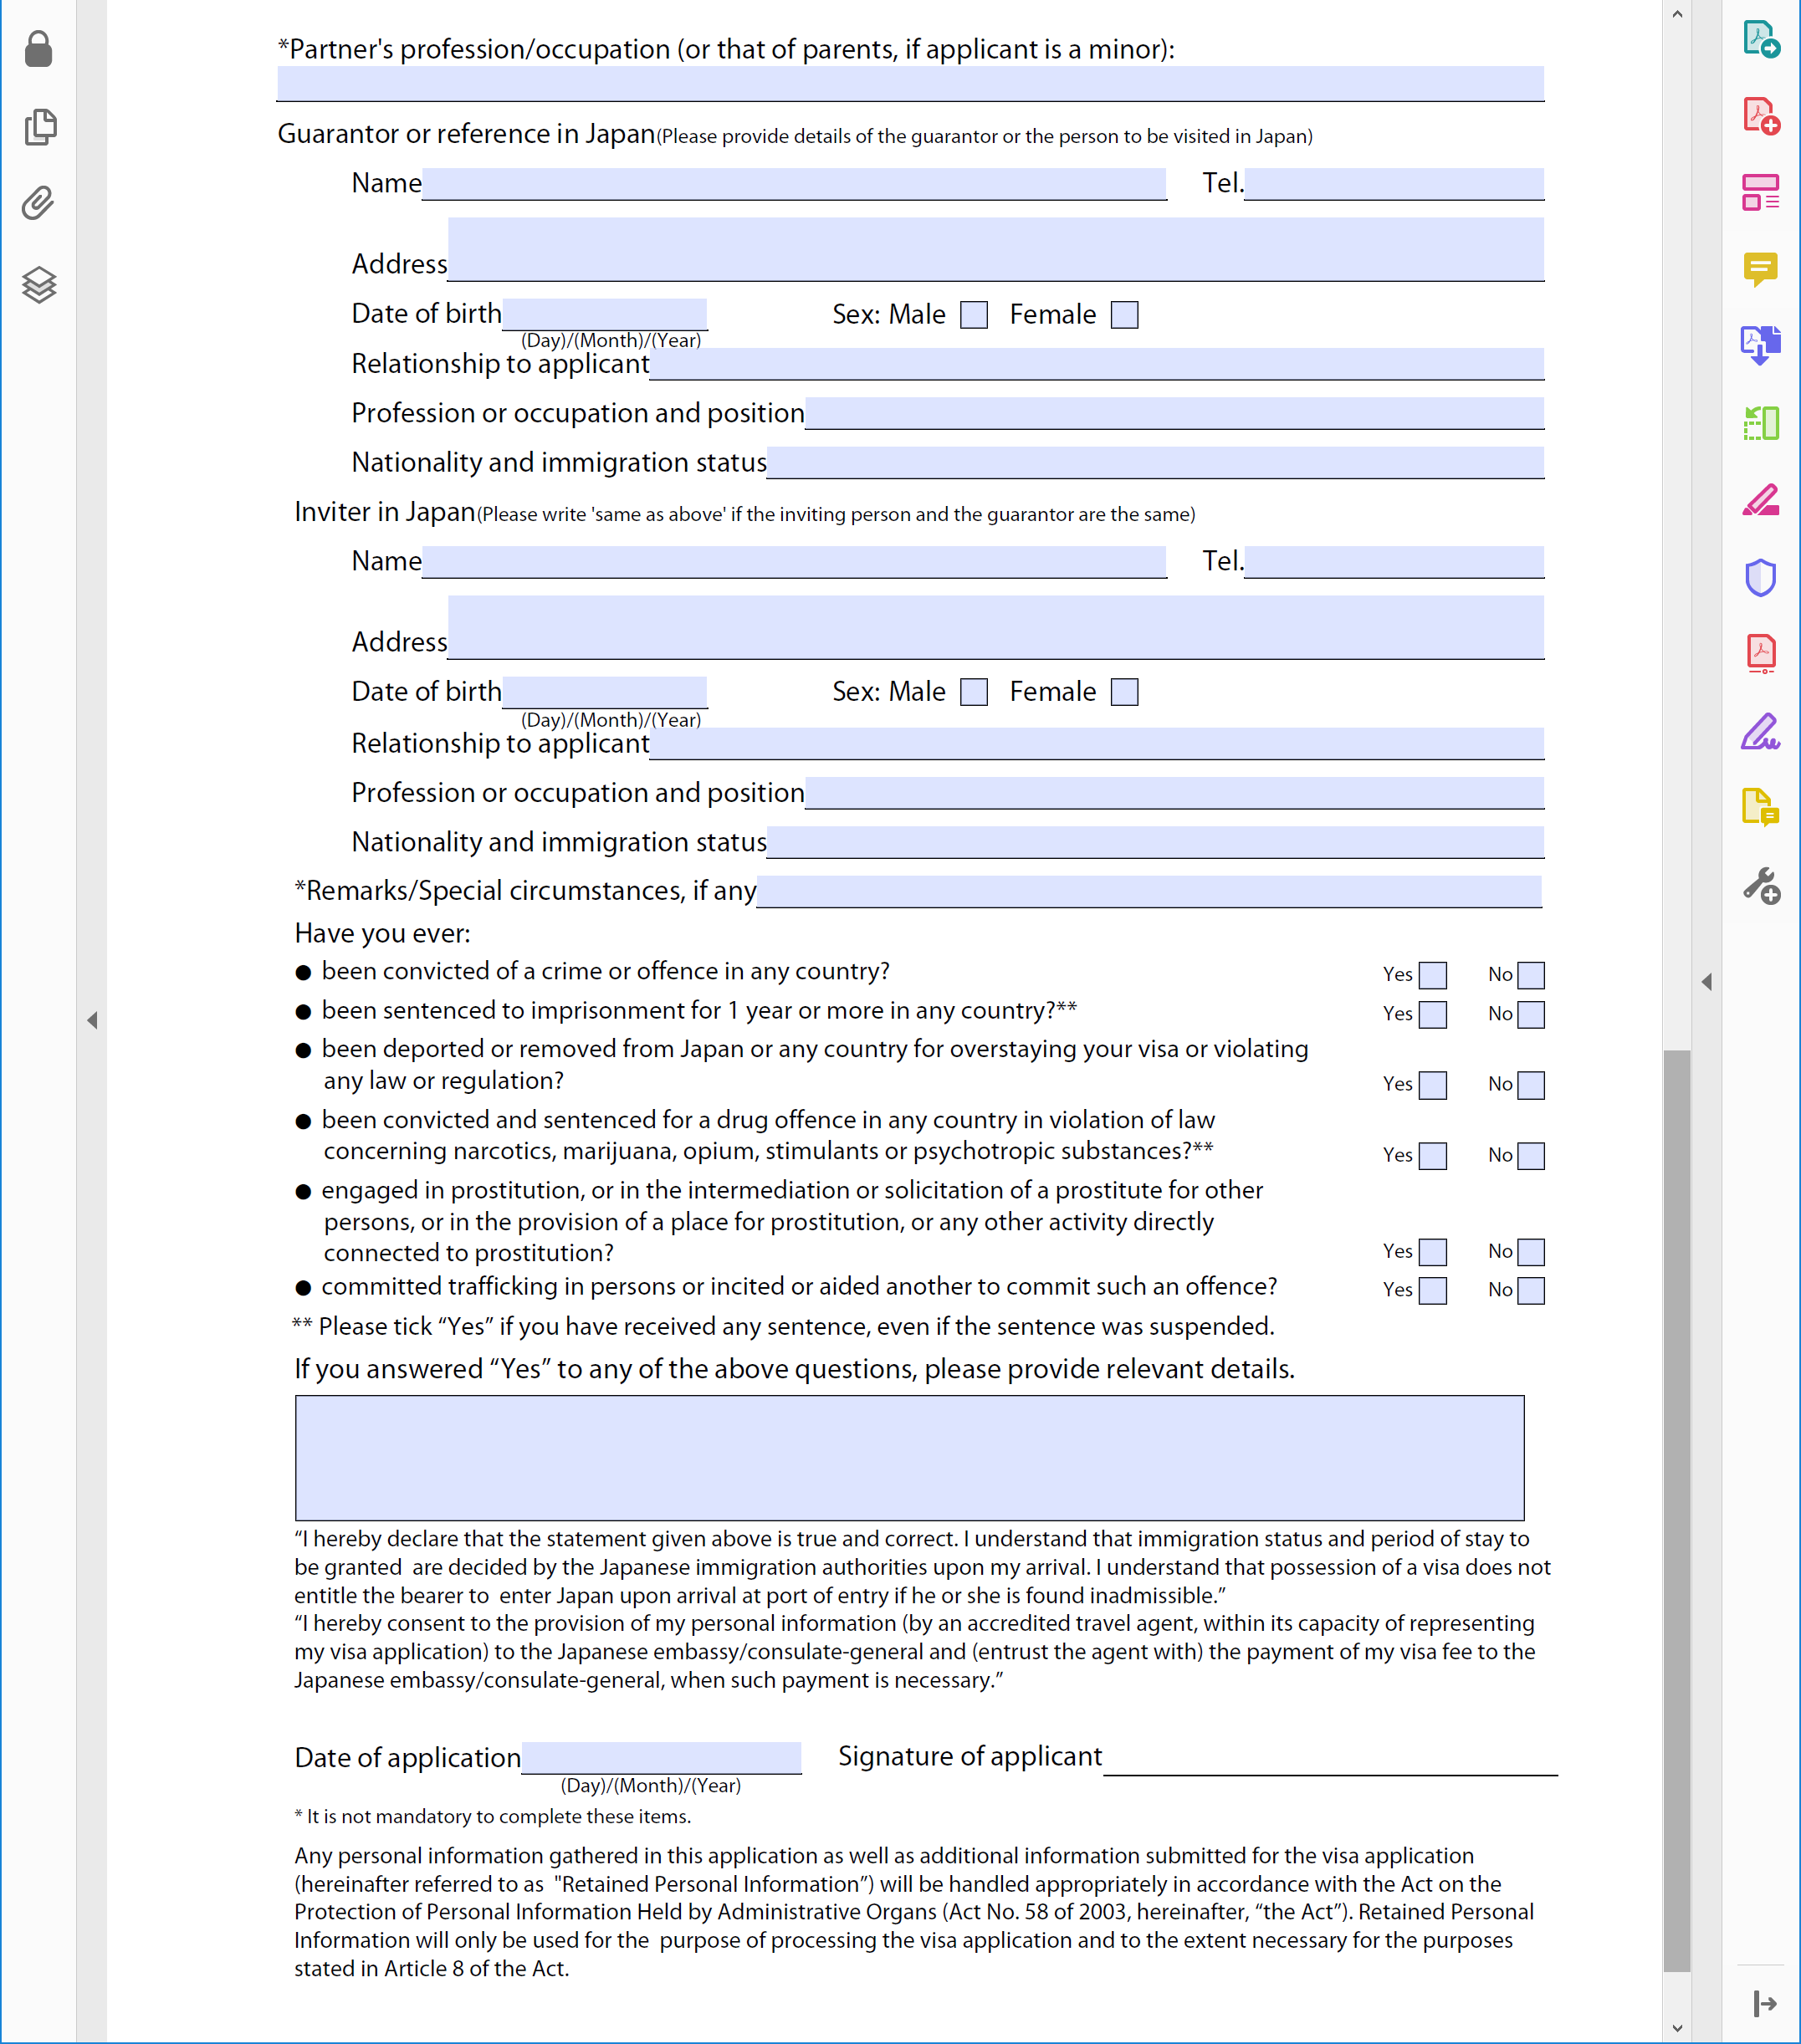 *Partner's profession/occupation (or that of parents, if applicant is a minor):
Guarantor or reference in Japan(Please provide details of the guarantor or the person to be visited in Japan)
Name Tel.
Address
Date of birth Sex: Male Female
(Day)/(Month)/(Year)
Relationship to applicant
Profession or occupation and position
Nationality and immigration status
Inviter in Japan(Please write 'same as above' if the inviting person and the guarantor are the same)
Name Tel.
Address
Date of birth Sex: Male Female
(Day)/(Month)/(Year)
Relationship to applicant
Profession or occupation and position
Nationality and immigration status
*Remarks/Special circumstances, if any
Have you ever:
● been convicted of a crime or offence in any country? Yes No
● been sentenced to imprisonment for 1 year or more in any country?** Yes No
● been deported or removed from Japan or any country for overstaying your visa or violating
any law or regulation? Yes No
● been convicted and sentenced for a drug offence in any country in violation of law
concerning narcotics, marijuana, opium, stimulants or psychotropic substances?** Yes No
● engaged in prostitution, or in the intermediation or solicitation of a prostitute for other
persons, or in the provision of a place for prostitution, or any other activity directly
connected to prostitution? Yes No
● committed trafficking in persons or incited or aided another to commit such an offence? Yes No
** Please tick “Yes” if you have received any sentence, even if the sentence was suspended.
If you answered “Yes” to any of the above questions, please provide relevant details.
“I hereby declare that the statement given above is true and correct. I understand that immigration status and period of stay to
be granted  are decided by the Japanese immigration authorities upon my arrival. I understand that possession of a visa does not
entitle the bearer to  enter Japan upon arrival at port of entry if he or she is found inadmissible.”
“I hereby consent to the provision of my personal information (by an accredited travel agent, within its capacity of representing
my visa application) to the Japanese embassy/consulate-general and (entrust the agent with) the payment of my visa fee to the
Japanese embassy/consulate-general, when such payment is necessary.”
Date of application Signature of applicant
(Day)/(Month)/(Year)
* It is not mandatory to complete these items.
Any personal information gathered in this application as well as additional information submitted for the visa application
(hereinafter referred to as  "Retained Personal Information”) will be handled appropriately in accordance with the Act on the
Protection of Personal Information Held by Administrative Organs (Act No. 58 of 2003, hereinafter, “the Act”). Retained Personal
Information will only be used for the  purpose of processing the visa application and to the extent necessary for the purposes
stated in Article 8 of the Act.